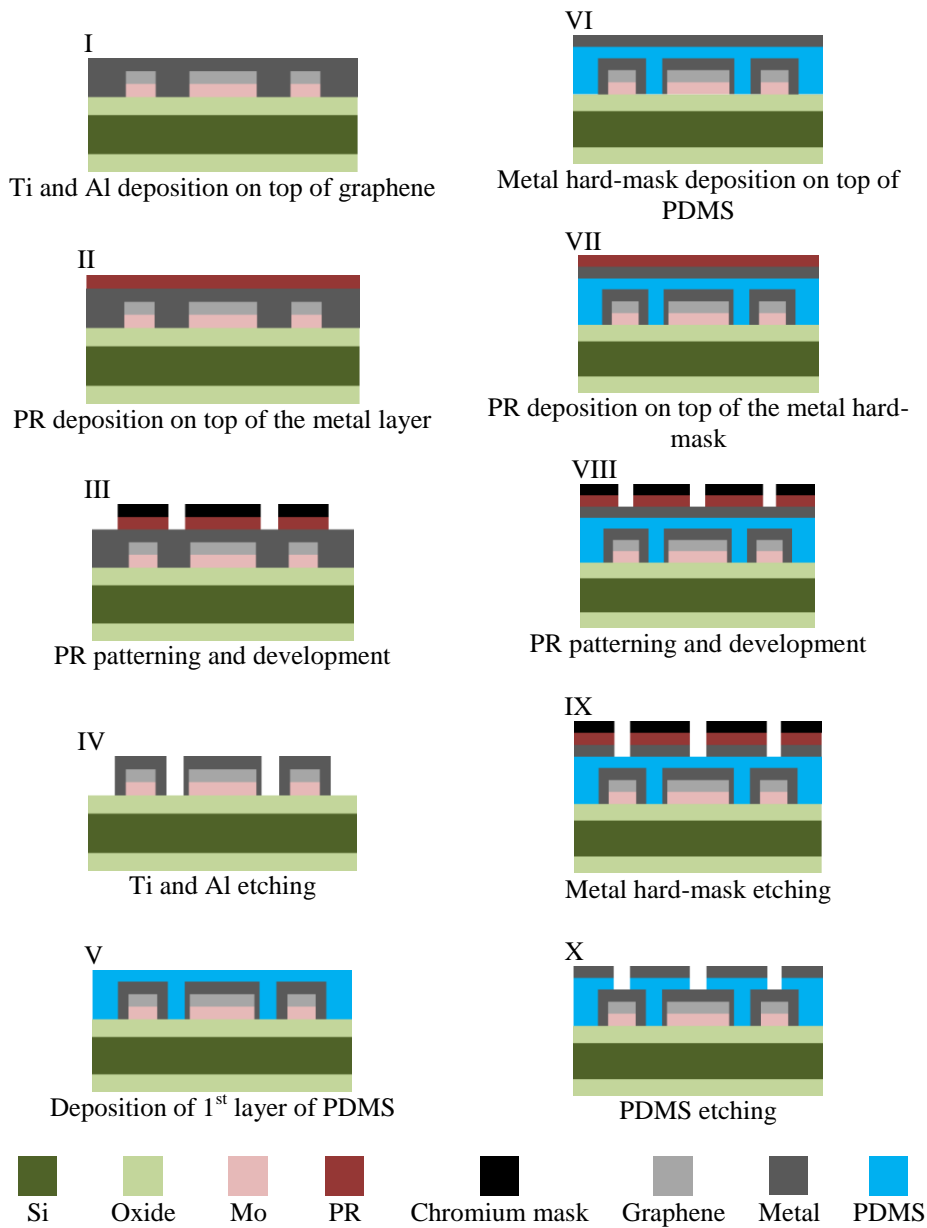 I
Ti and Al deposition on top of graphene
II
PR deposition on top of the metal layer
III
PR patterning and development
IV
Ti and Al etching
V
Deposition of 1st layer of PDMS
VI
Metal hard-mask deposition on top of
PDMS
VII
PR deposition on top of the metal hard-
mask
VIII
PR patterning and development
IX
Metal hard-mask etching
X
PDMS etching
Si Oxide Mo PR Chromium mask Graphene Metal PDMS